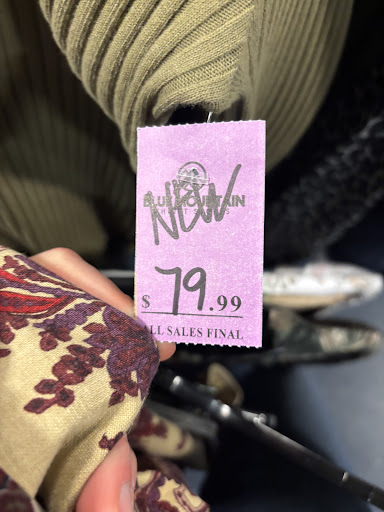 NEW
BLUE MOUNTAIN
$ 79.99
ALL SALES FINAL